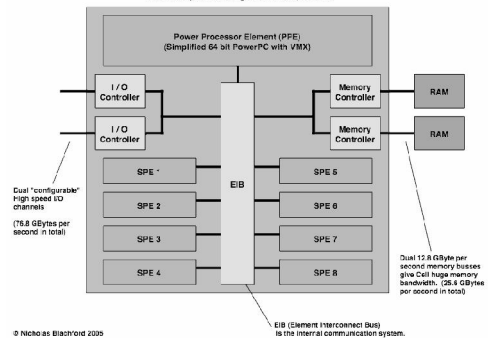 Power Processor Element (PPE)
(Simplified 64 bit PowerPC with VMX)
I / O
Controller
Memory
Controller
RAM
I / O
Controller
Memory
Controller
RAM
EIB
SPE 1
SPE 5
SPE 2
SPE 6
SPE 3
SPE 7
SPE 4
SPE 8
Dual "configurable"
High speed I/O
channels
(76.8 GBytes per
second in total)
Dual 12.8 GByte per
second memory busses
give Cell huge memory
bandwidth. (25.6 GBytes
per second in total)
EIB (Element Interconnect Bus)
is the internal communication system.
© Nicholas Blachford 2005